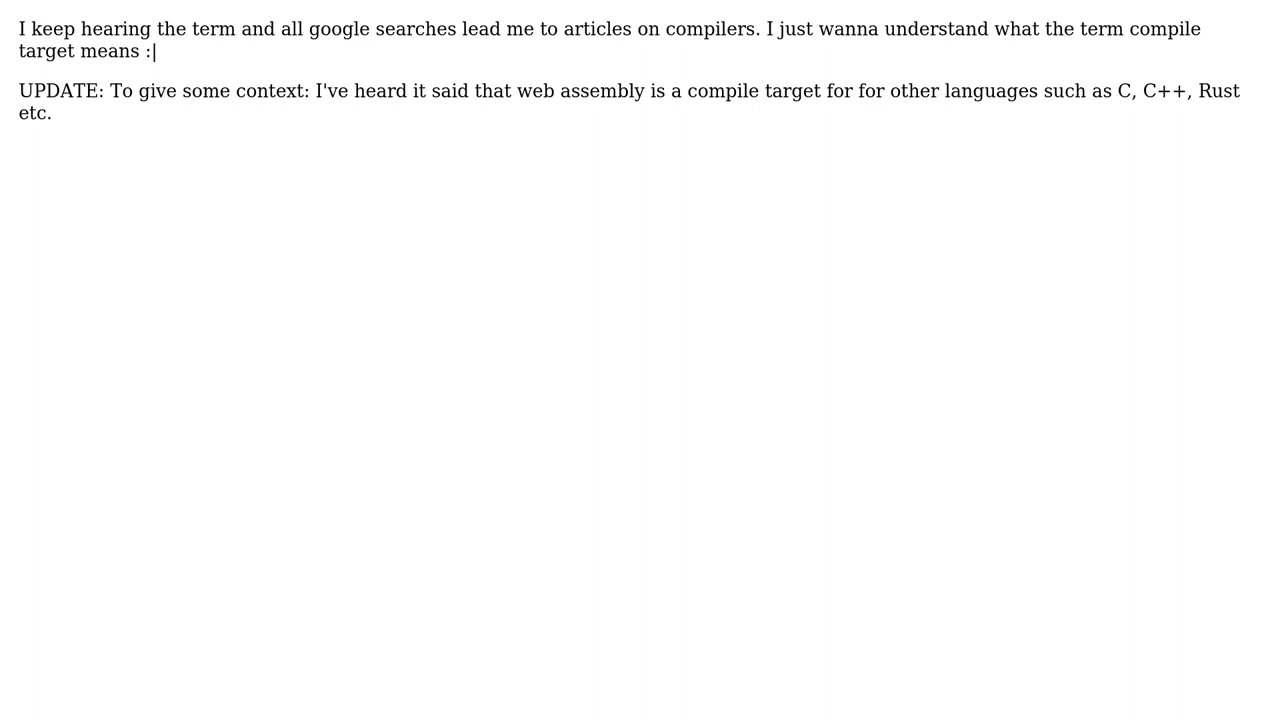 I keep hearing the term and all google searches lead me to articles on compilers. I just wanna understand what the term compile
target means :|
UPDATE: To give some context: I've heard it said that web assembly is a compile target for for other languages such as C, C++, Rust
etc.